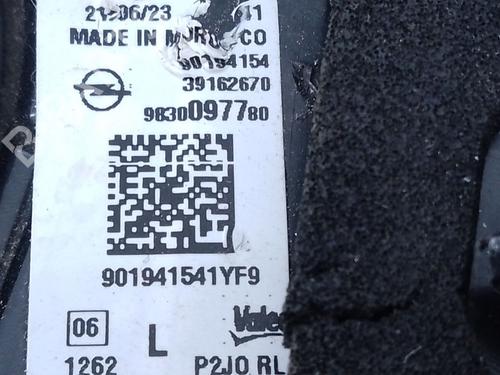 21/06/23
MADE IN MOROCCO
90194154
39162670
9830097780
901941541YF9
06
L
Valeo
1262
P2JO RL